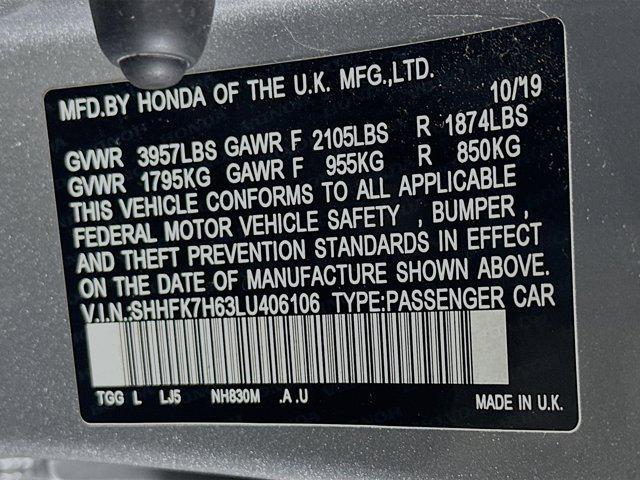 MFD.BY HONDA OF THE U.K. MFG.,LTD. 10/19
GVWR 3957LBS GAWR F 2105LBS R 1874LBS
GVWR 1795KG GAWR F 955KG R 850KG
THIS VEHICLE CONFORMS TO ALL APPLICABLE
FEDERAL MOTOR VEHICLE SAFETY , BUMPER ,
AND THEFT PREVENTION STANDARDS IN EFFECT
ON THE DATE OF MANUFACTURE SHOWN ABOVE.
V.I.N.:SHHFK7H63LU406106 TYPE:PASSENGER CAR
TGG L LJ5 NH830M .A .U MADE IN U.K.